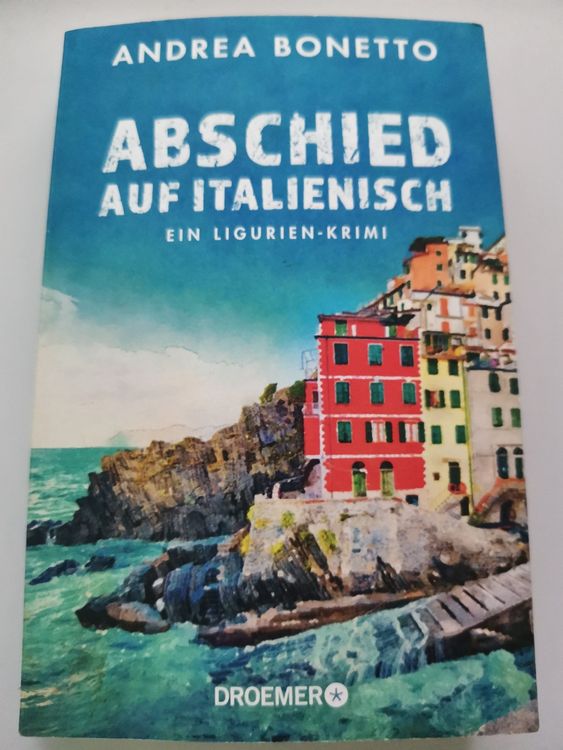 ANDREA BONETTO
ABSCHIED
AUF ITALIENISCH
EIN LIGURIEN-KRIMI
DROEMER